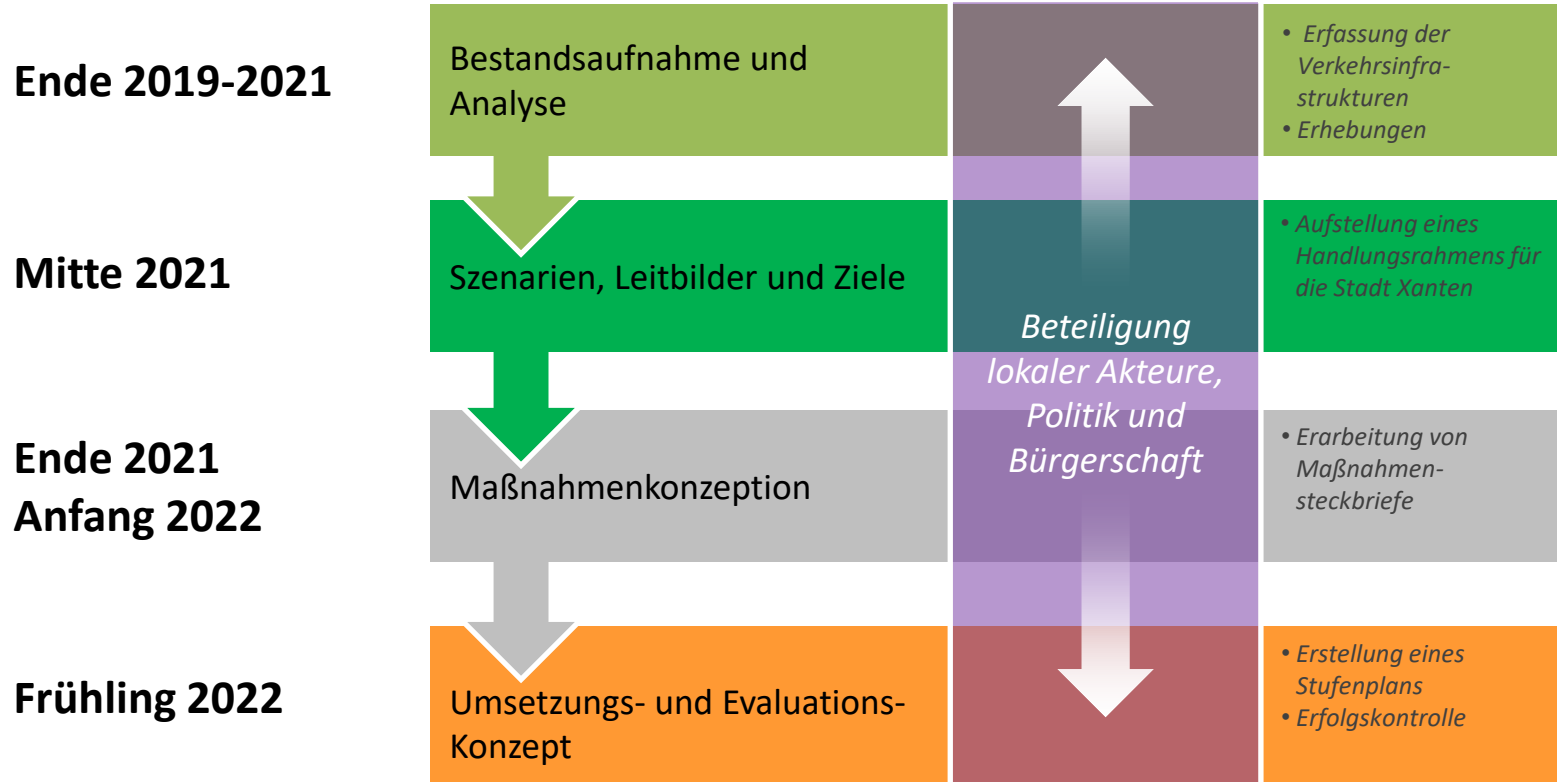 Ende 2019-2021
Bestandsaufnahme und
Analyse
• Erfassung der
Verkehrsinfra-
strukturen
• Erhebungen
Mitte 2021
Szenarien, Leitbilder und Ziele
• Aufstellung eines
Handlungsrahmens für
die Stadt Xanten
Beteiligung
lokaler Akteure,
Politik und
Bürgerschaft
Ende 2021
Anfang 2022
Maßnahmenkonzeption
• Erarbeitung von
Maßnahmen-
steckbriefe
Frühling 2022
Umsetzungs- und Evaluations-
Konzept
• Erstellung eines
Stufenplans
• Erfolgskontrolle